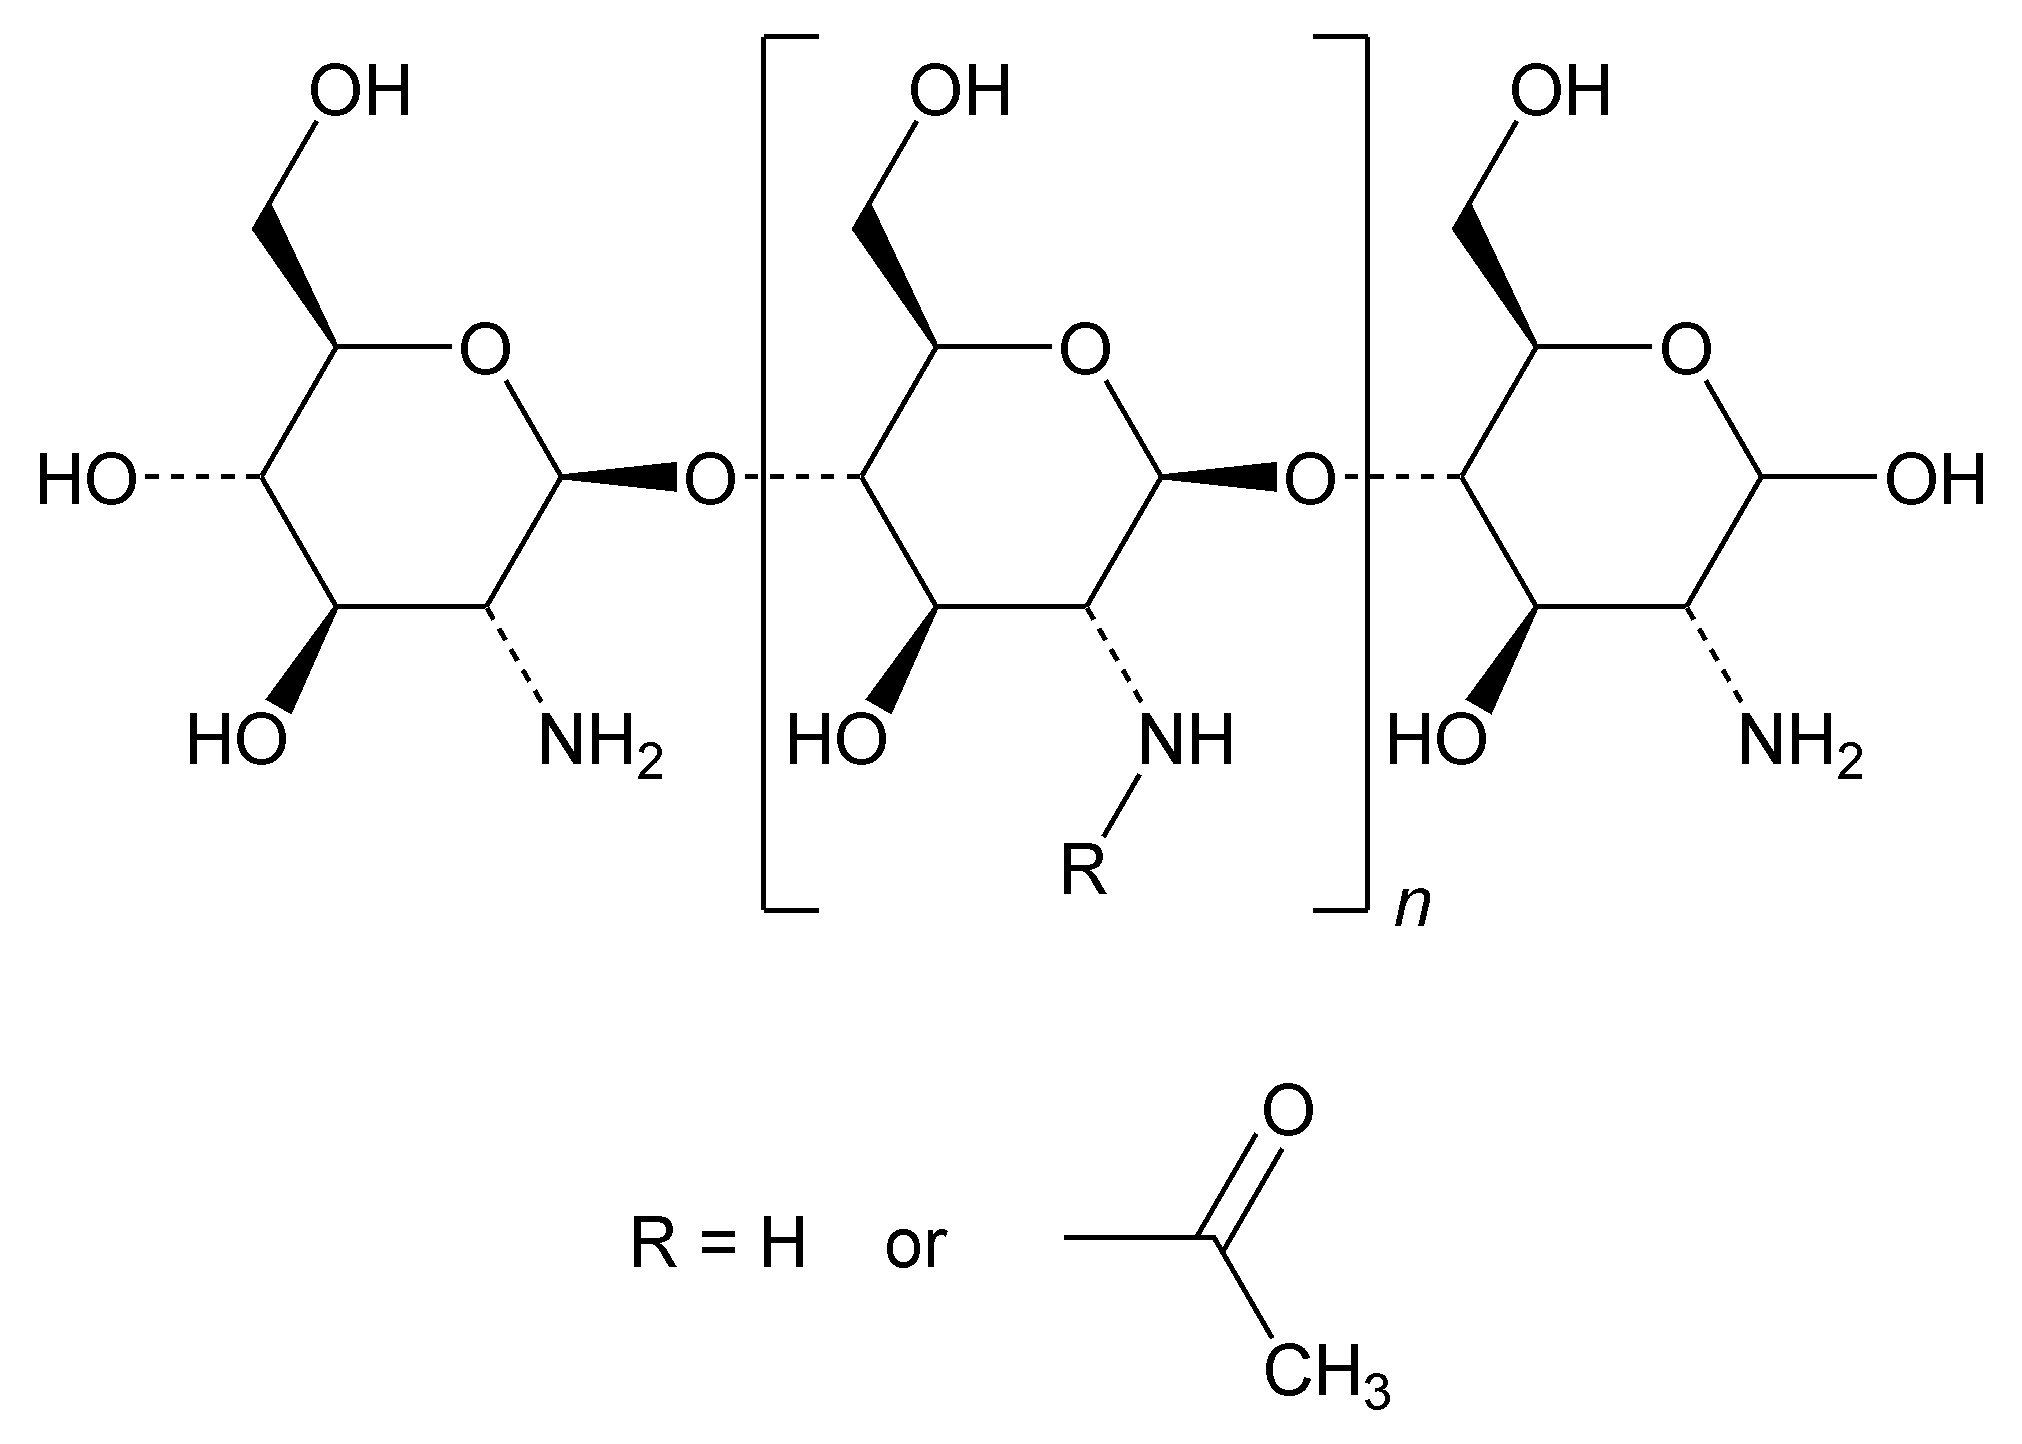 OH OH OH
O O O
HO O O OH
HO NH2 HO NH HO NH2
R
n
O
R = H or
CH3